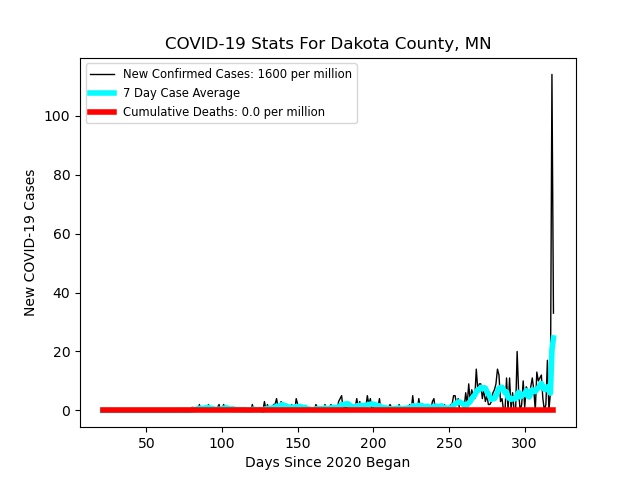 COVID-19 Stats For Dakota County, MN
New Confirmed Cases: 1600 per million
7 Day Case Average
Cumulative Deaths: 0.0 per million
New COVID-19 Cases
100
80
60
40
20
0
50 100 150 200 250 300
Days Since 2020 Began